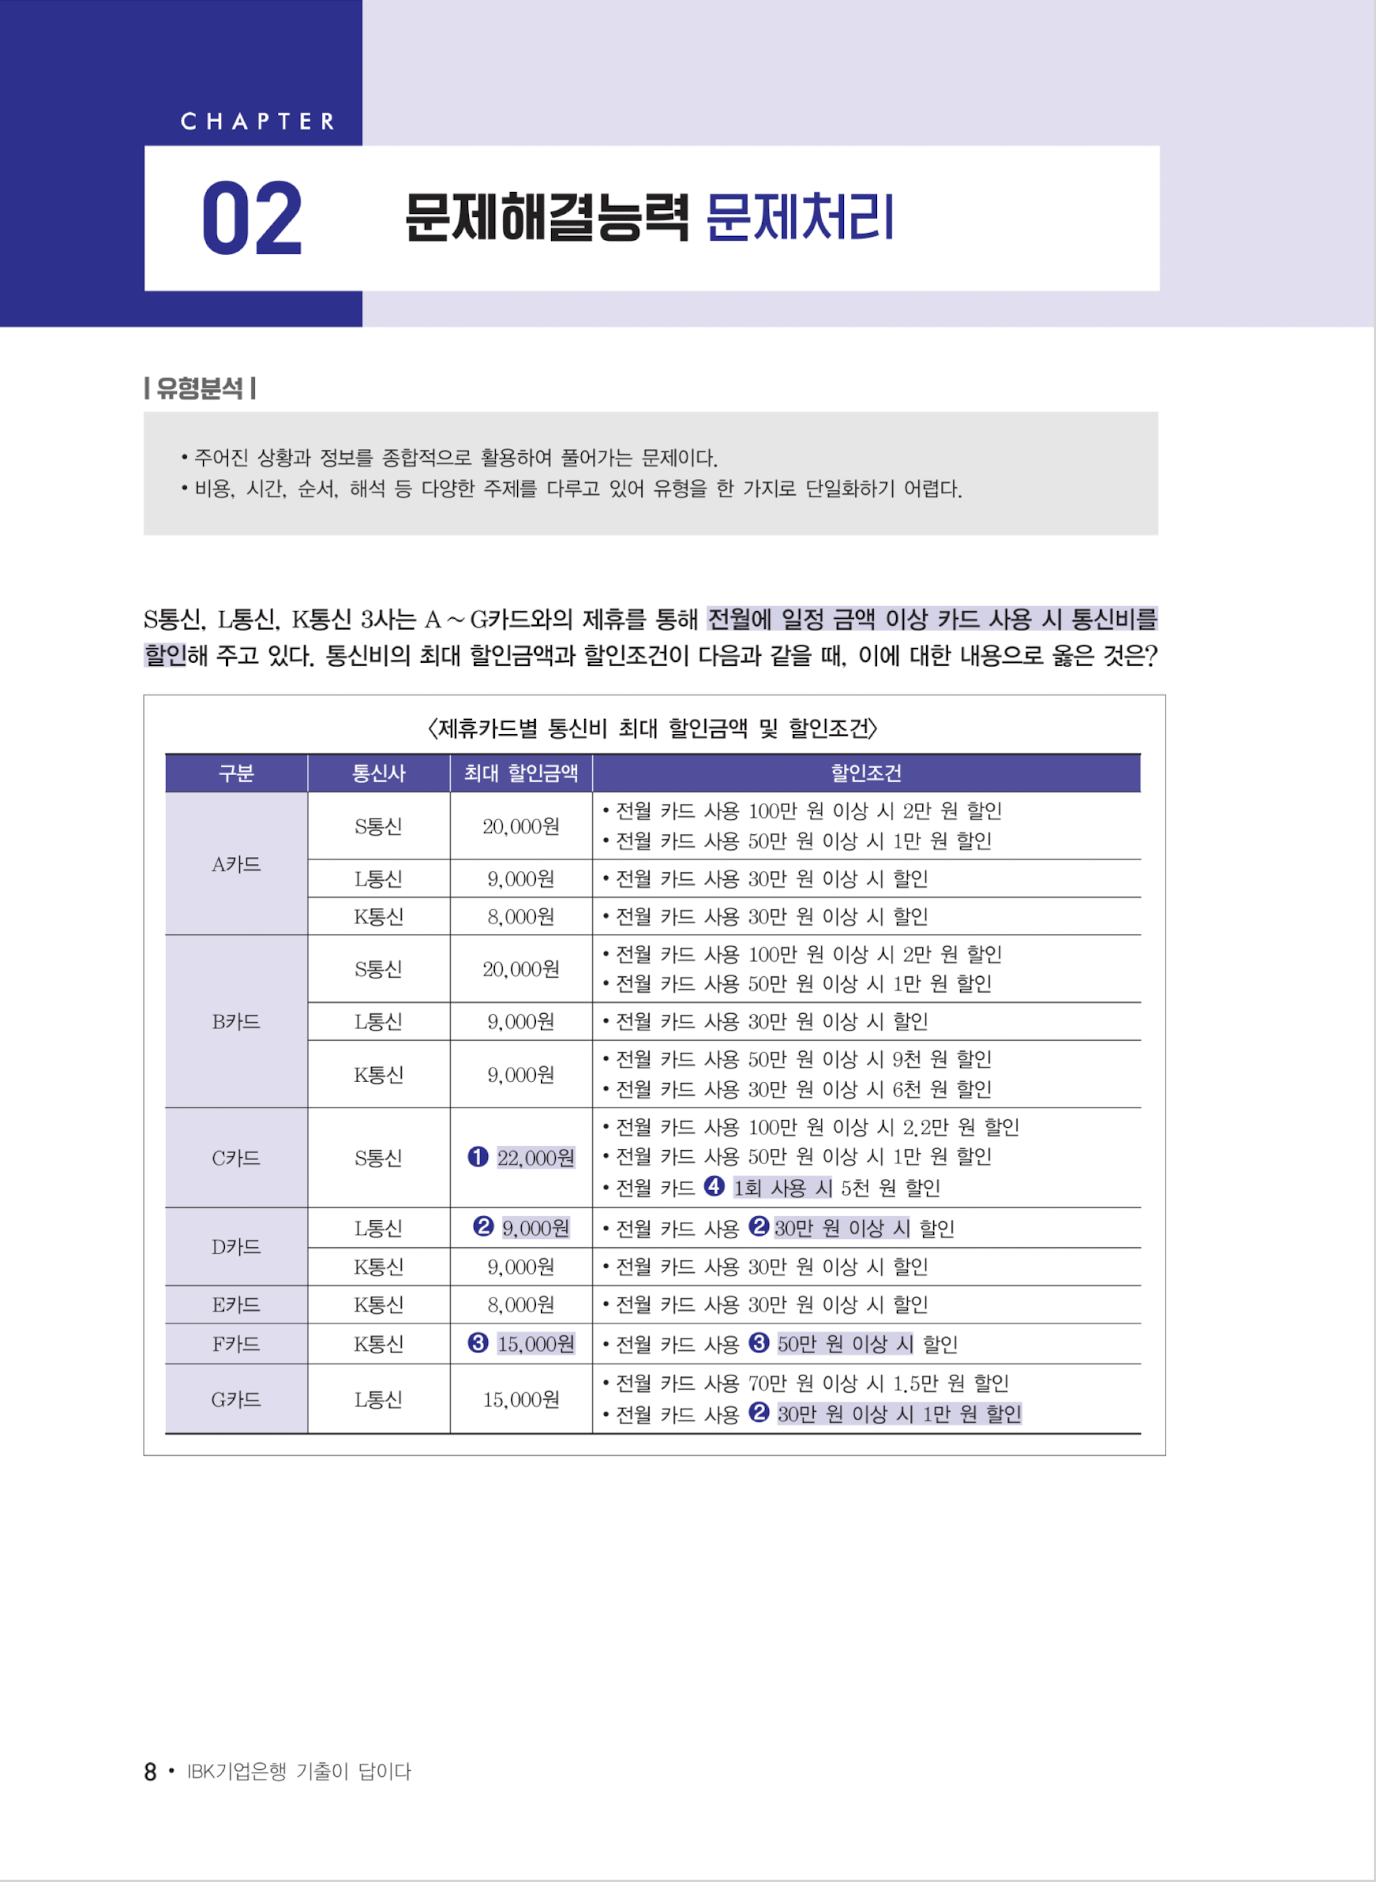 CHAPTER
02
문제해결능력 문제처리
| 유형분석 |
• 주어진 상황과 정보를 종합적으로 활용하여 풀어가는 문제이다.
• 비용, 시간, 순서, 해석 등 다양한 주제를 다루고 있어 유형을 한 가지로 단일화하기 어렵다.
S통신, L통신, K통신 3사는 A ~ G카드와의 제휴를 통해 전월에 일정 금액 이상 카드 사용 시 통신비를
할인해 주고 있다. 통신비의 최대 할인금액과 할인조건이 다음과 같을 때, 이에 대한 내용으로 옳은 것은?
〈제휴카드별 통신비 최대 할인금액 및 할인조건〉
구분 통신사 최대 할인금액 할인조건
A카드
S통신 20,000원
• 전월 카드 사용 100만 원 이상 시 2만 원 할인
• 전월 카드 사용 50만 원 이상 시 1만 원 할인
L통신 9,000원 • 전월 카드 사용 30만 원 이상 시 할인
K통신 8,000원 • 전월 카드 사용 30만 원 이상 시 할인
B카드
S통신 20,000원
• 전월 카드 사용 100만 원 이상 시 2만 원 할인
• 전월 카드 사용 50만 원 이상 시 1만 원 할인
L통신 9,000원 • 전월 카드 사용 30만 원 이상 시 할인
K통신 9,000원
• 전월 카드 사용 50만 원 이상 시 9천 원 할인
• 전월 카드 사용 30만 원 이상 시 6천 원 할인
C카드 S통신 ❶ 22,000원
• 전월 카드 사용 100만 원 이상 시 2.2만 원 할인
• 전월 카드 사용 50만 원 이상 시 1만 원 할인
• 전월 카드 ❹ 1회 사용 시 5천 원 할인
D카드
L통신 ❷ 9,000원 • 전월 카드 사용 ❷ 30만 원 이상 시 할인
K통신 9,000원 • 전월 카드 사용 30만 원 이상 시 할인
E카드 K통신 8,000원 • 전월 카드 사용 30만 원 이상 시 할인
F카드 K통신 ❸ 15,000원 • 전월 카드 사용 ❸ 50만 원 이상 시 할인
G카드 L통신 15,000원
• 전월 카드 사용 70만 원 이상 시 1.5만 원 할인
• 전월 카드 사용 ❷ 30만 원 이상 시 1만 원 할인
8 • IBK기업은행 기출이 답이다